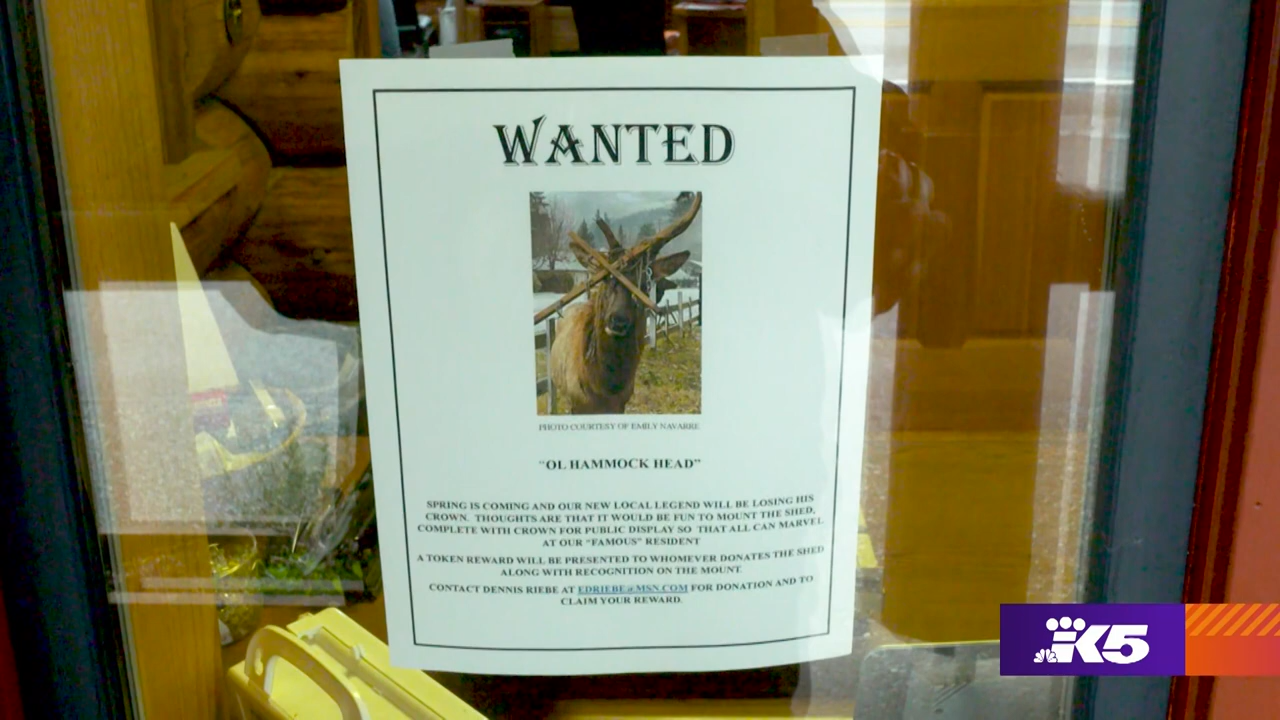 WANTED
PHOTO COURTESY OF EMILY NAVARRE
"OL HAMMOCK HEAD"
SPRING IS COMING AND OUR NEW LOCAL LEGEND WILL BE LOSING HIS
CROWN. THOUGHTS ARE THAT IT WOULD BE FUN TO MOUNT THE SHED,
COMPLETE WITH CROWN FOR PUBLIC DISPLAY SO THAT ALL CAN MARVEL
AT OUR "FAMOUS" RESIDENT
A TOKEN REWARD WILL BE PRESENTED TO WHOMEVER DONATES THE SHED
ALONG WITH RECOGNITION ON THE MOUNT.
CONTACT DENNIS RIEBE AT EDRIEBE@MSN.COM FOR DONATION AND TO
CLAIM YOUR REWARD.
K5